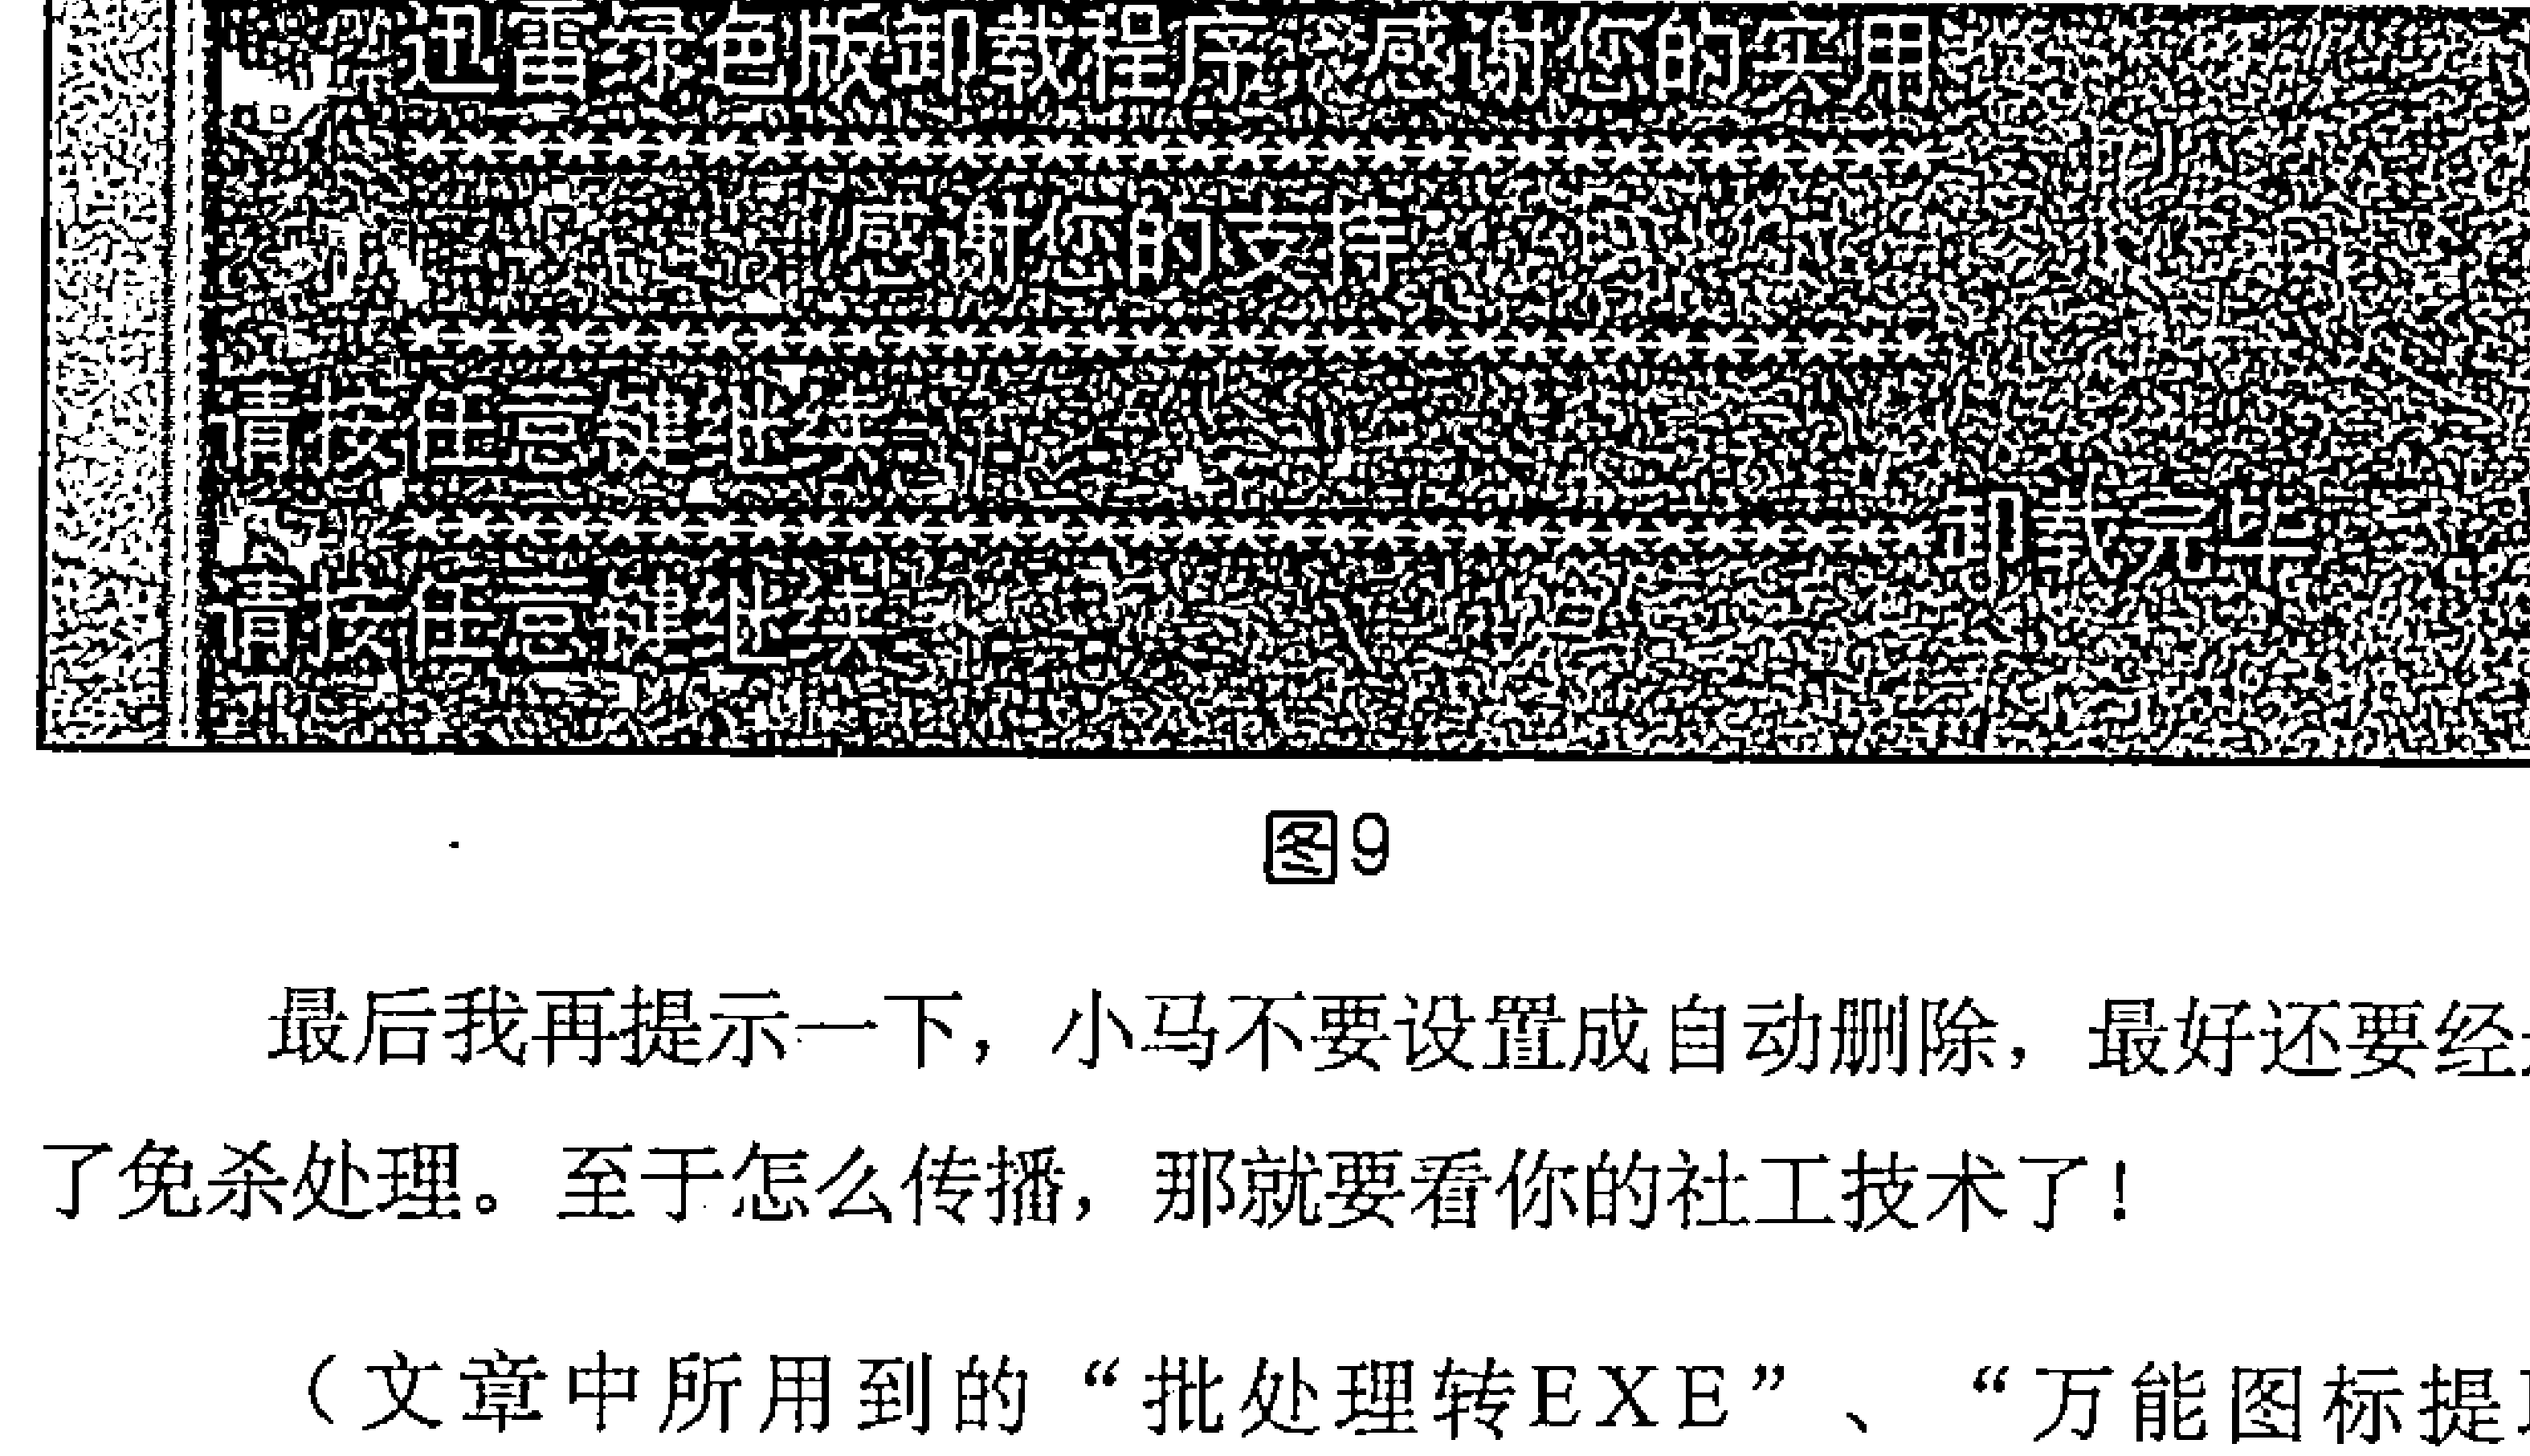 迅雷绿色版卸载程序 感谢您的实用
******************************** 
感谢您的支持
********************************
请按任意键继续...
********************************卸载完毕
请按任意键继续...
图9
最后我再提示一下，小马不要设置成自动删除，最好还要经
了免杀处理。至于怎么传播，那就要看你的社工技术了！
（文章中所用到的“批处理转EXE”、“万能图标提